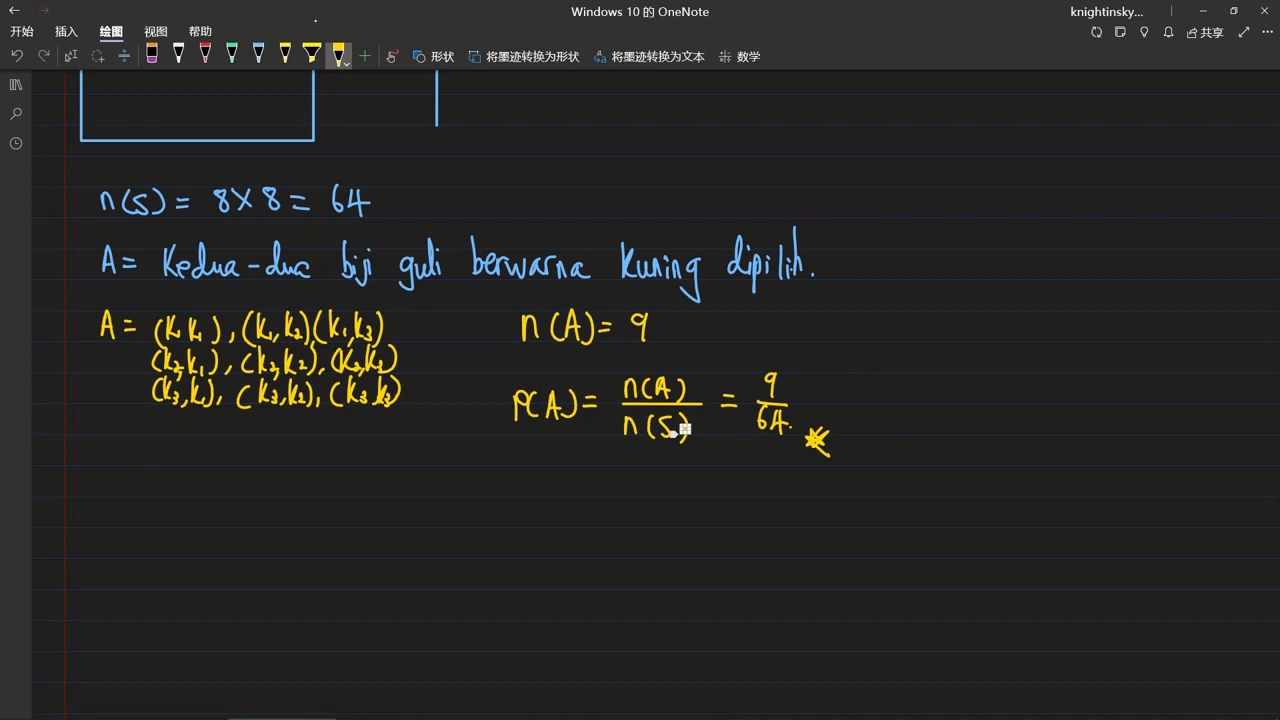 Windows 10 的 OneNote
knightinsky...
开始 插入 绘图 视图 帮助
形状 将墨迹转换为形状 将墨迹转换为文本 数学 共享
n(S) = 8 X 8 = 64
A = Kedua-dua biji guli berwarna kuning dipilih.
A = (K₁ K₁), (K₁, K₂) (K₁, K₃)
(K₂, K₁), (K₂, K₂), (K₂, K₃)
(K₃, K₁), (K₃, K₂), (K₃ K₃)
n(A) = 9
P(A) = n(A) / n(S) = 9 / 64.